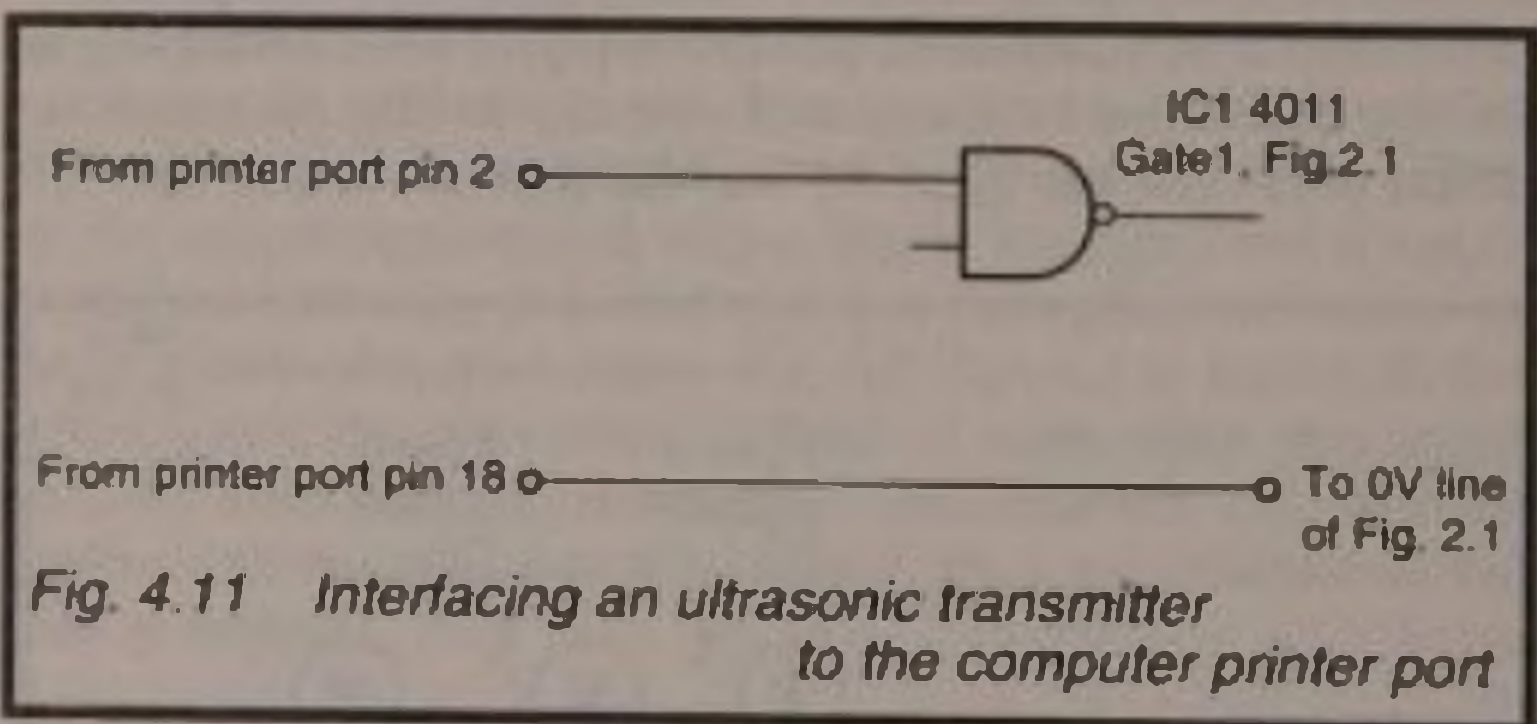 IC1 4011
From printer port pin 2
Gate1, Fig.2.1
From printer port pin 18
To 0V line
of Fig. 2.1
Fig. 4.11 Interfacing an ultrasonic transmitter
to the computer printer port